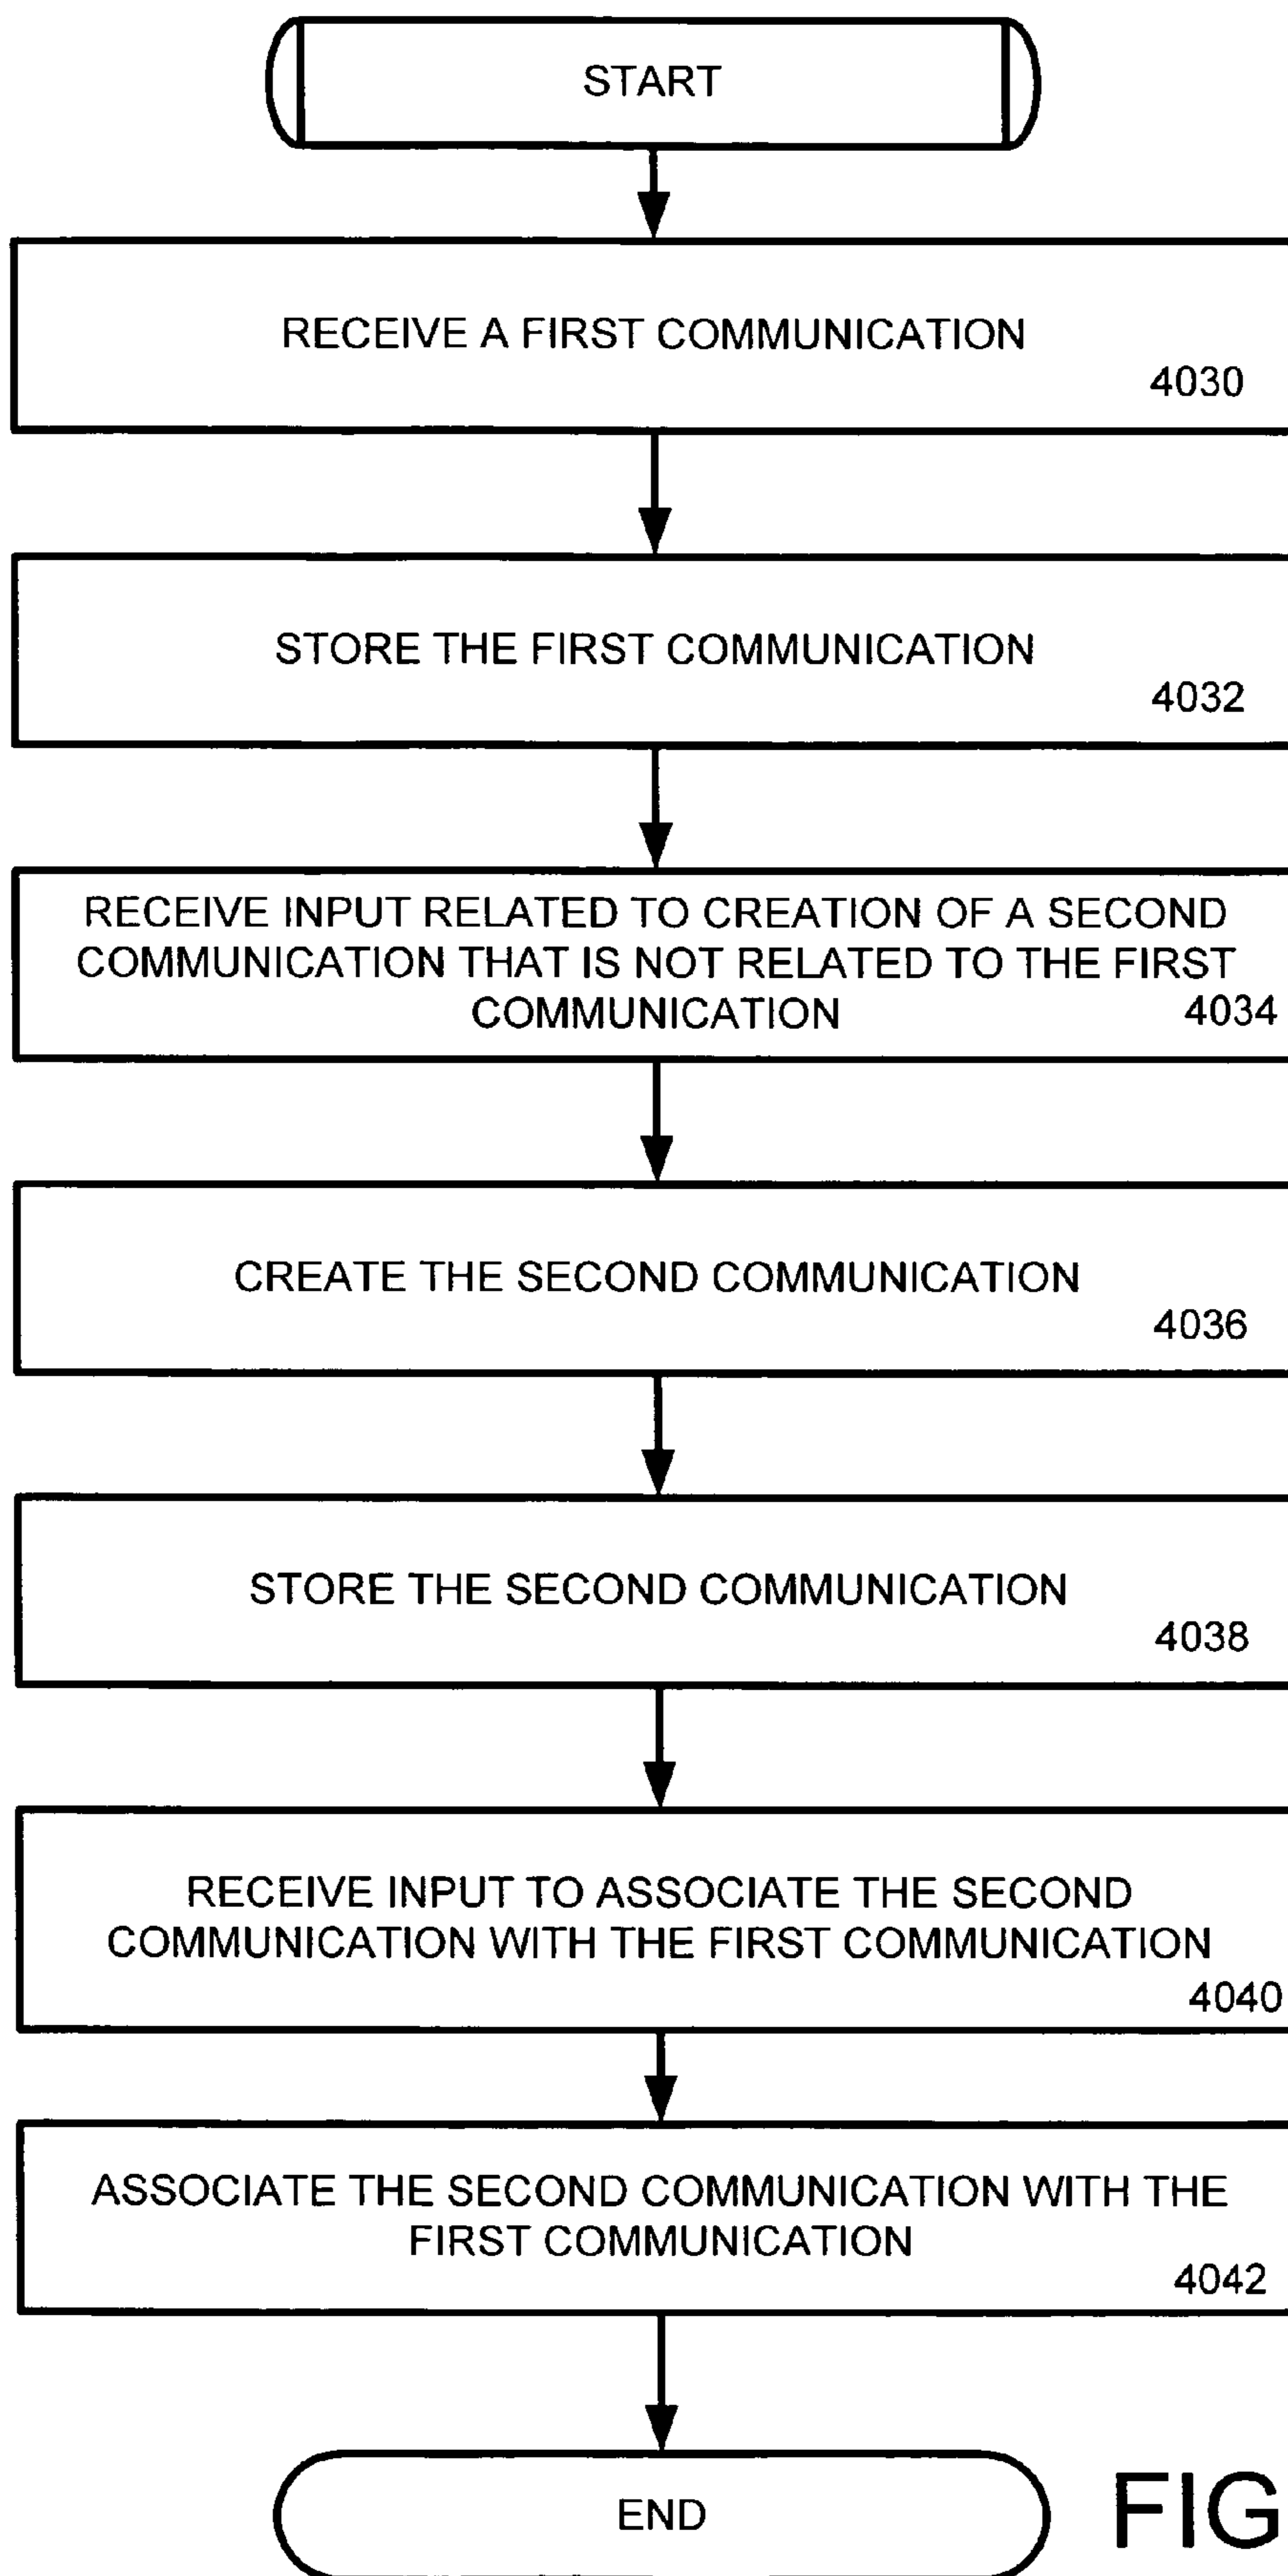 START
RECEIVE A FIRST COMMUNICATION
4030
STORE THE FIRST COMMUNICATION
4032
RECEIVE INPUT RELATED TO CREATION OF A SECOND
COMMUNICATION THAT IS NOT RELATED TO THE FIRST
COMMUNICATION
4034
CREATE THE SECOND COMMUNICATION
4036
STORE THE SECOND COMMUNICATION
4038
RECEIVE INPUT TO ASSOCIATE THE SECOND
COMMUNICATION WITH THE FIRST COMMUNICATION
4040
ASSOCIATE THE SECOND COMMUNICATION WITH THE
FIRST COMMUNICATION
4042
END
FIG